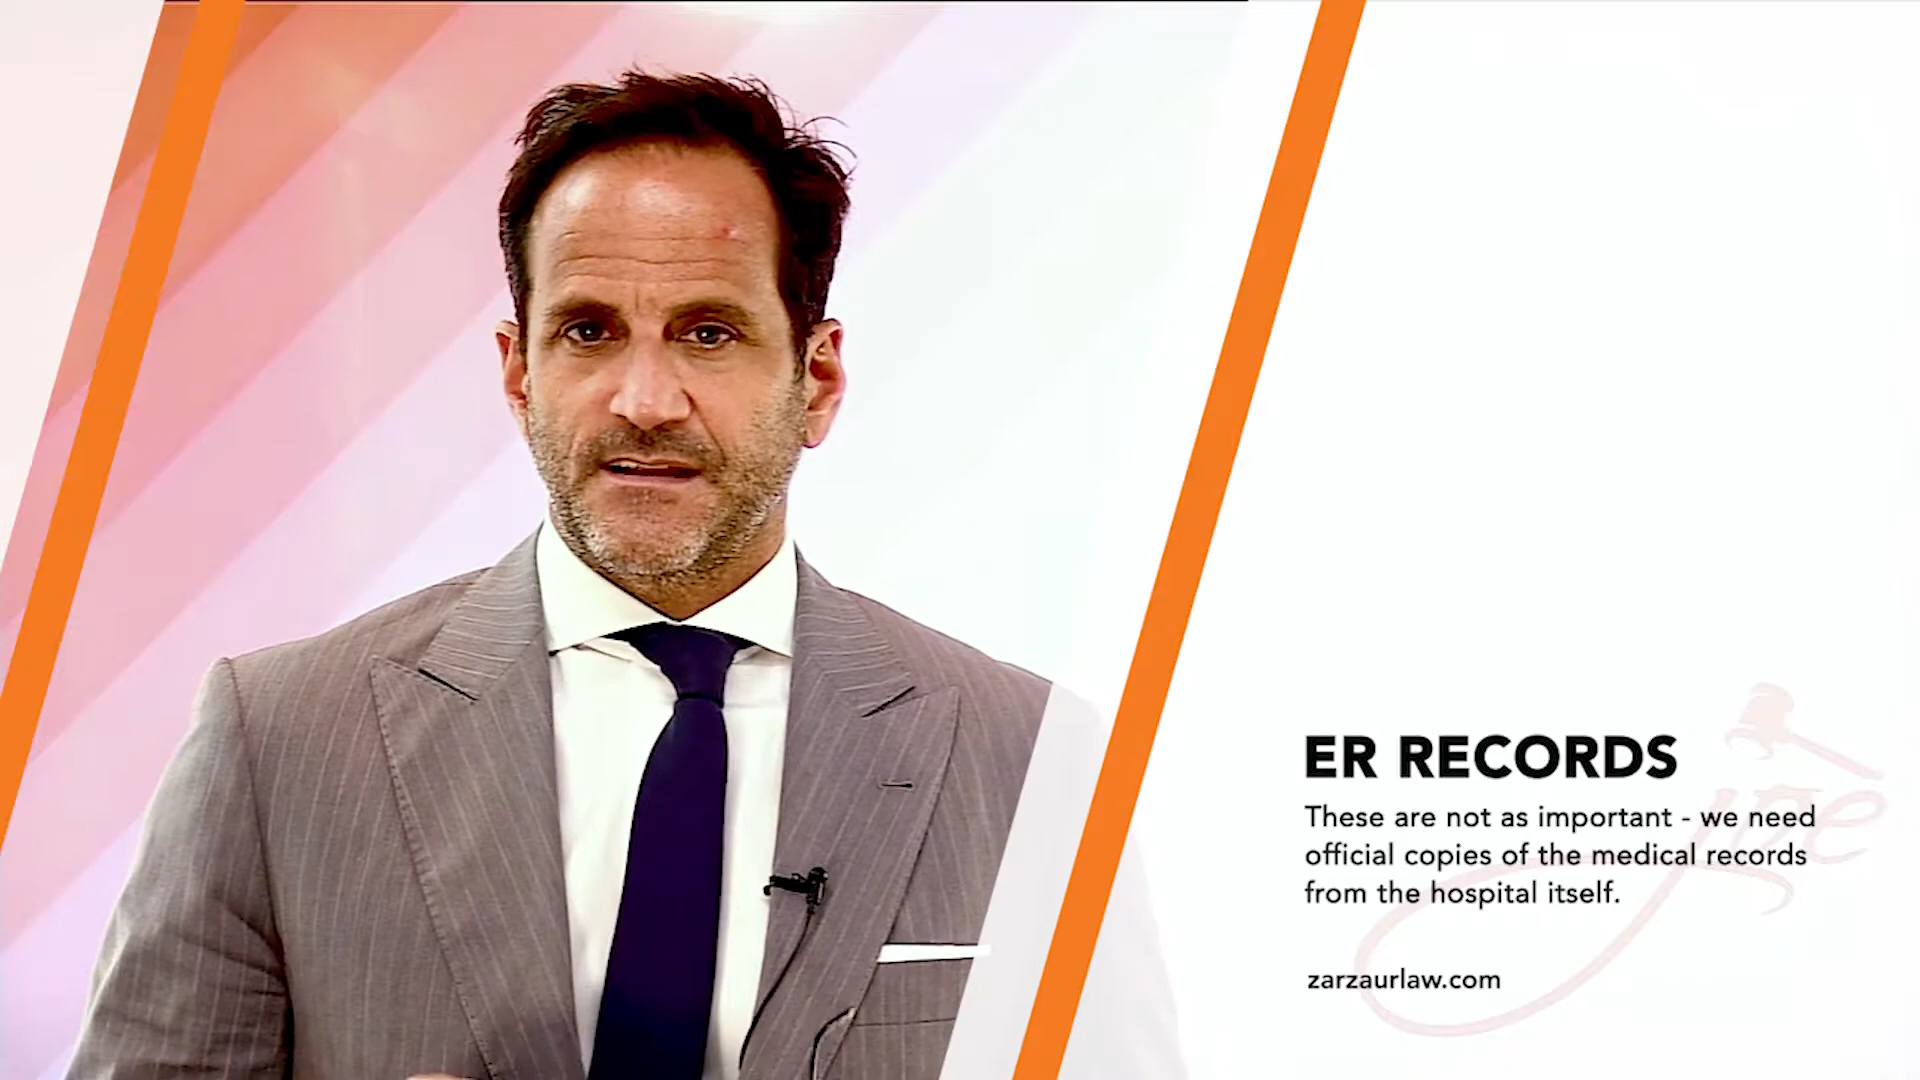 ER RECORDS
These are not as important - we need
official copies of the medical records
from the hospital itself.
zarzaurlaw.com
Joe